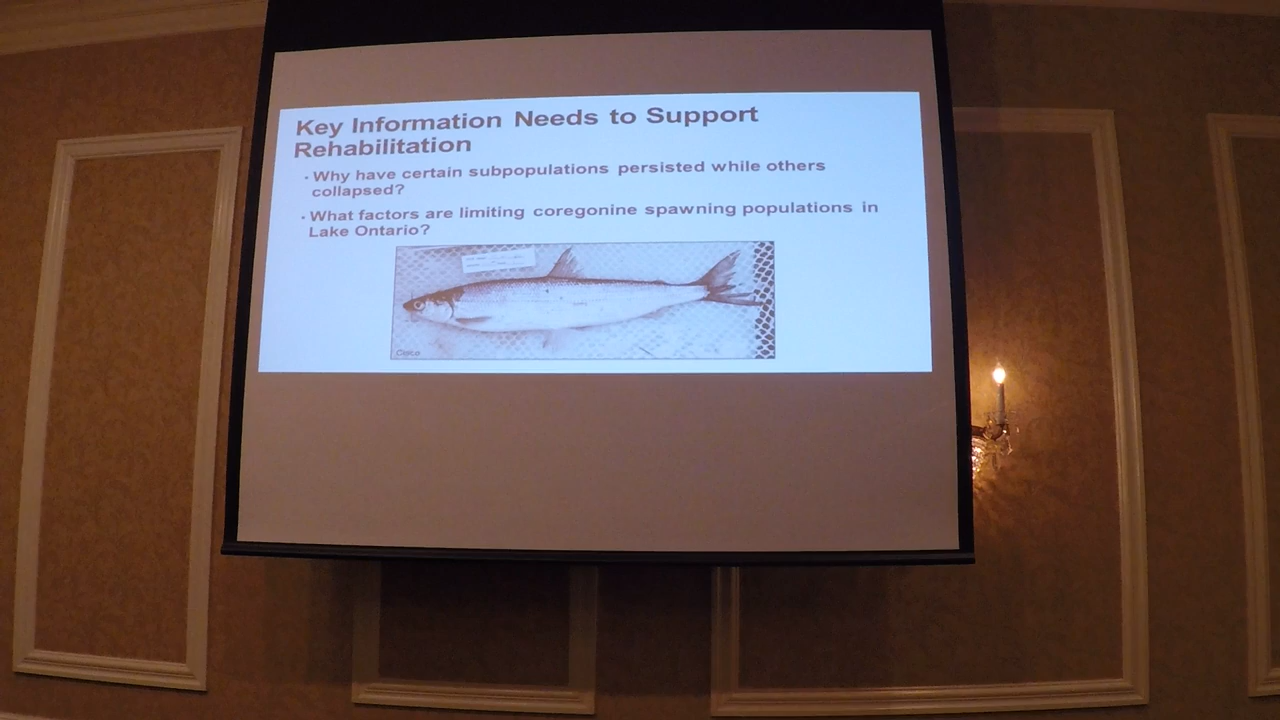 Key Information Needs to Support
Rehabilitation
· Why have certain subpopulations persisted while others
collapsed?
· What factors are limiting coregonine spawning populations in
Lake Ontario?
Cisco